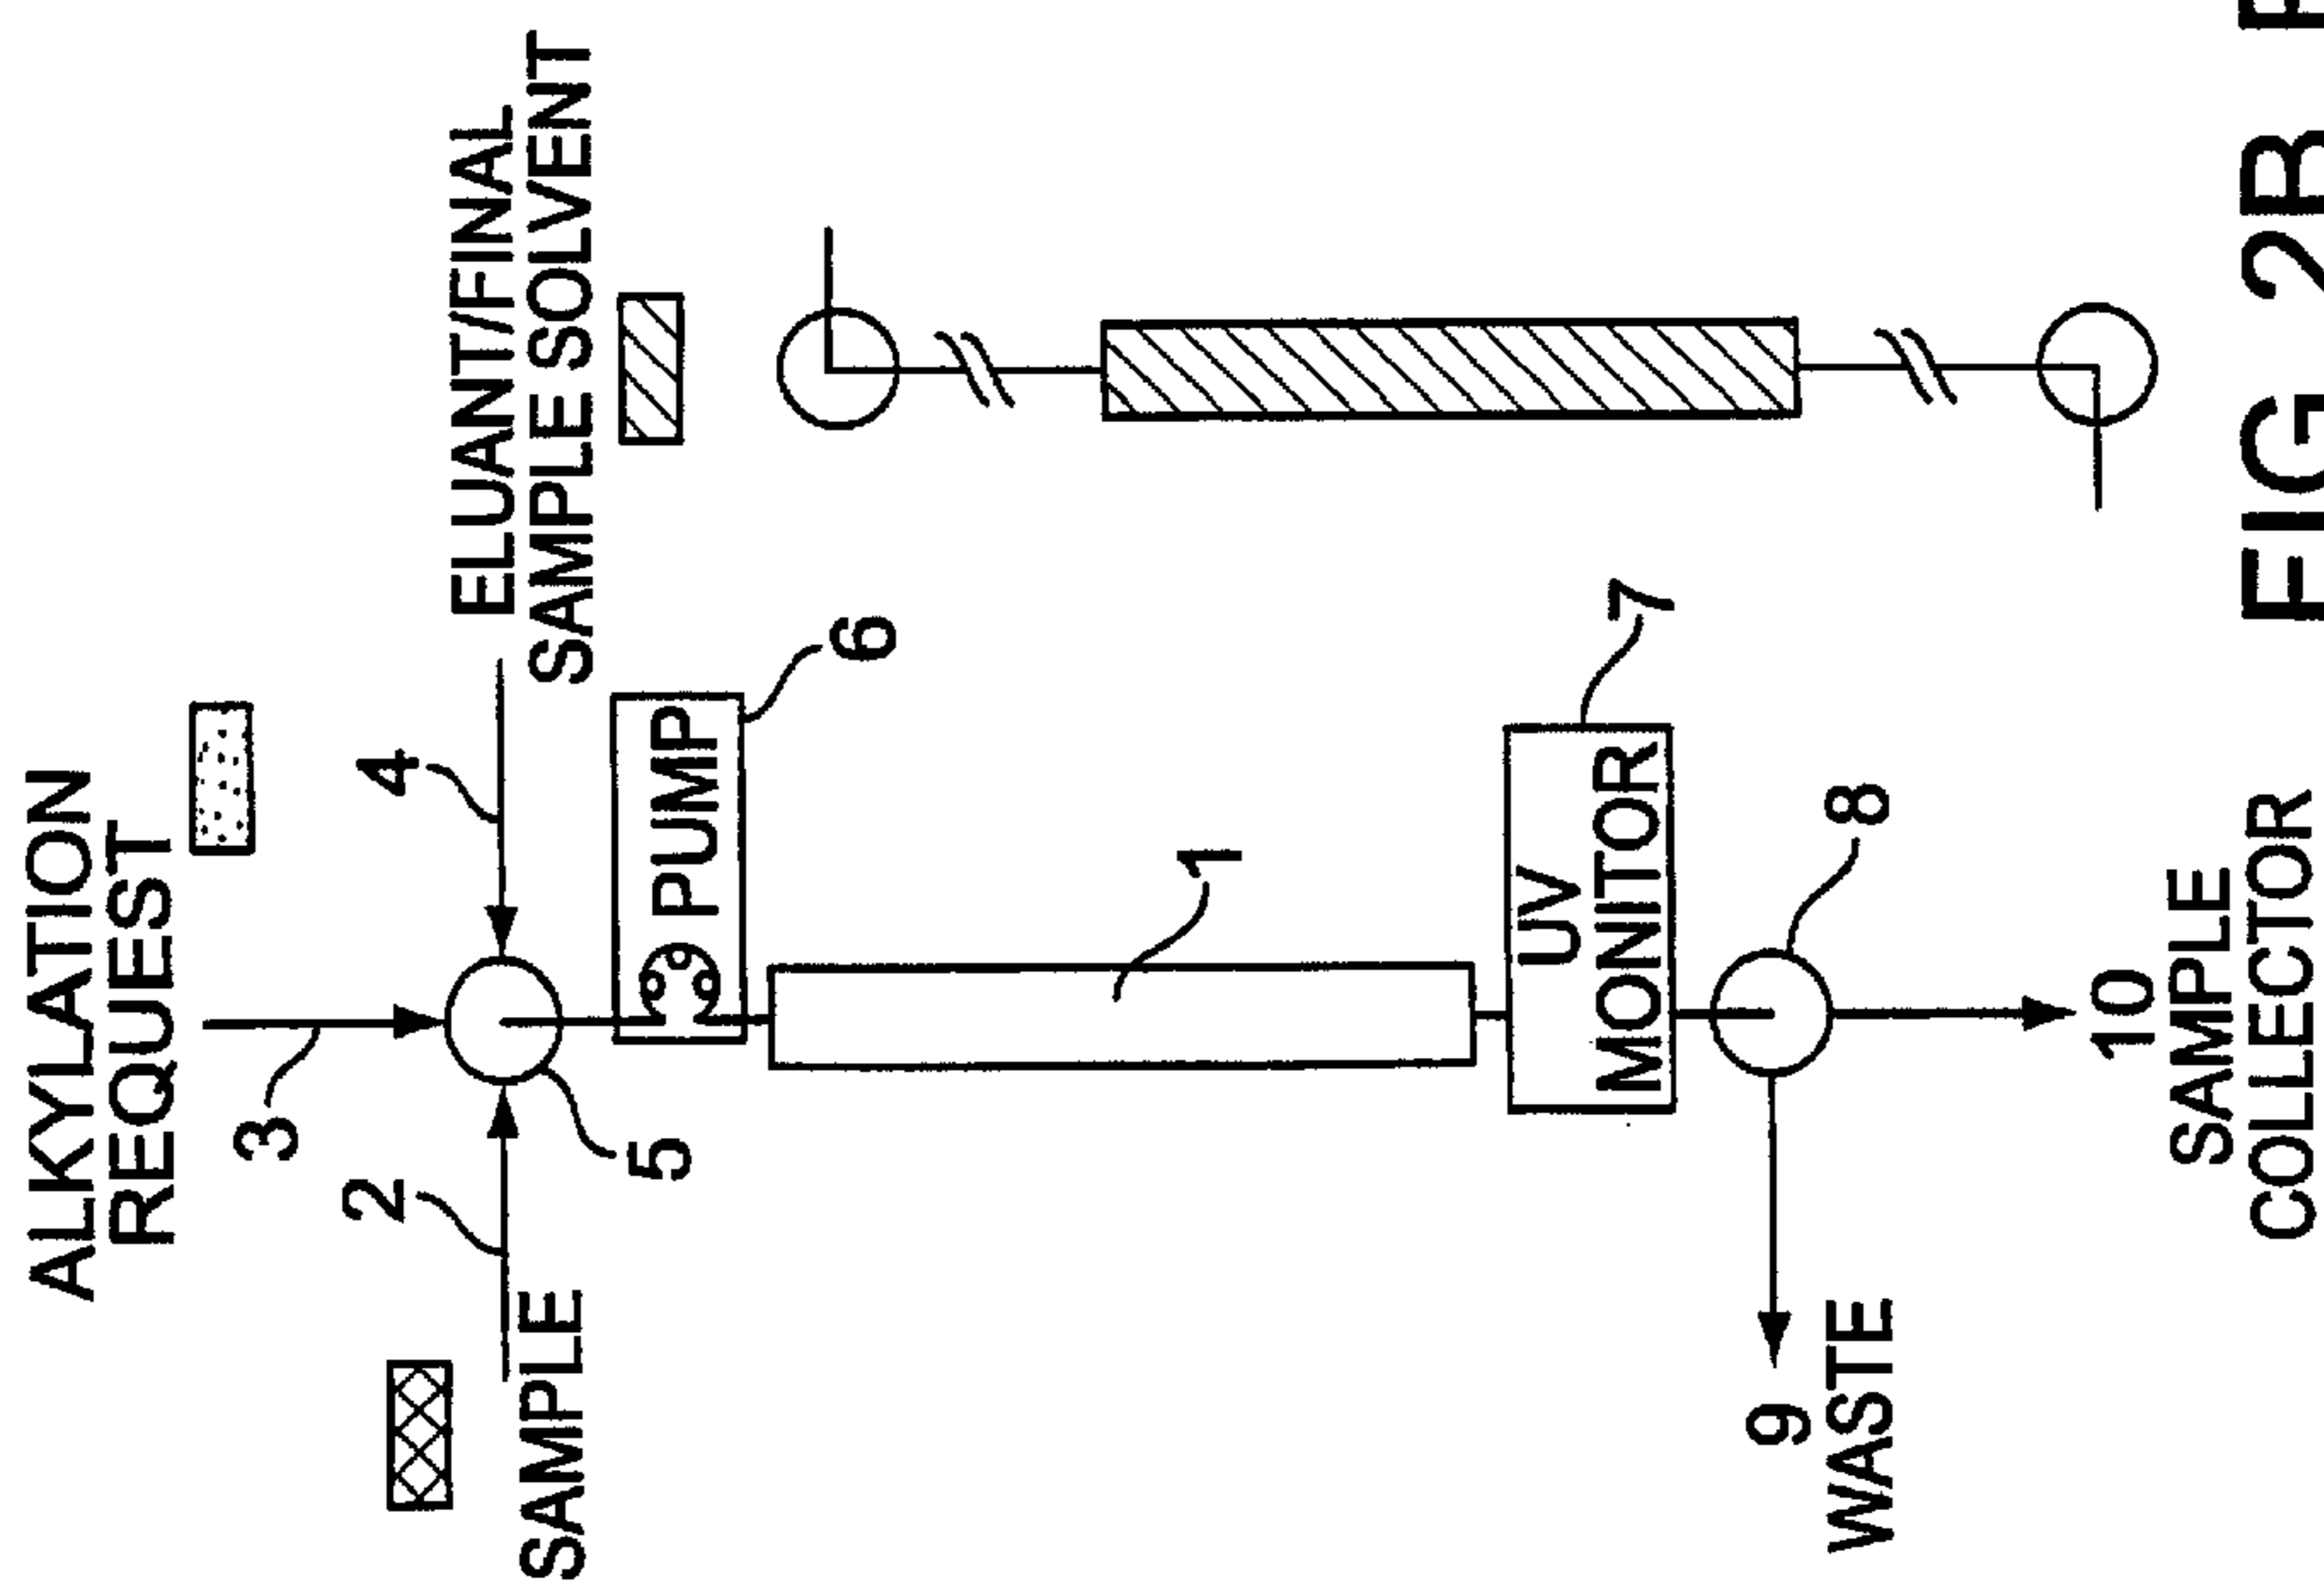 ALKYLATION
REQUEST
3
2
4
SAMPLE
ELUANT/FINAL
SAMPLE SOLVENT
5
PUMP
6
1
UV
MONITOR
7
8
9
WASTE
10
SAMPLE
COLLECTOR
FIG 2B